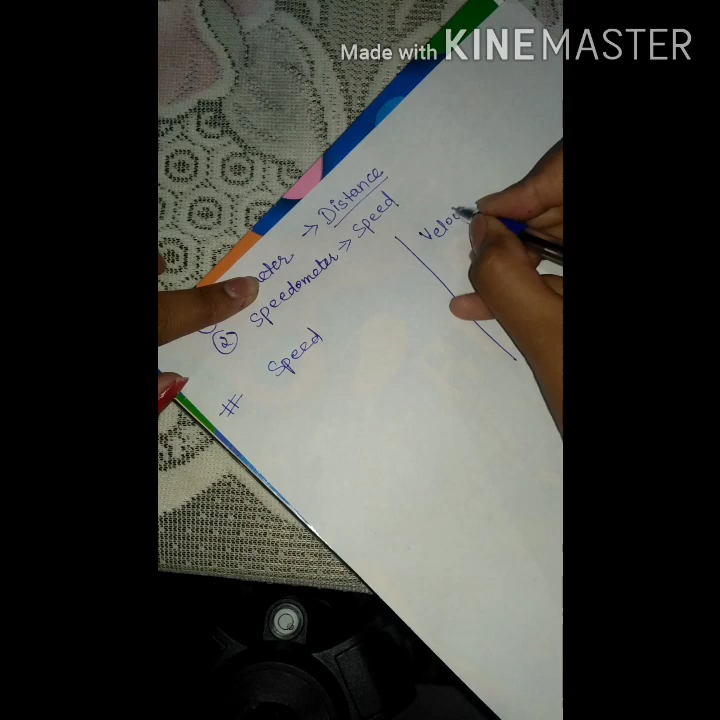 Made with KINEMASTER
→ Distance
(2) Speedometer > Speed
# Speed